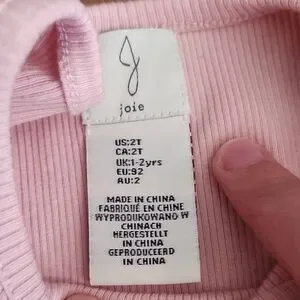 joie
US:2T
CA:2T
UK:1-2yrs
EU:92
AU:2
MADE IN CHINA
FABRIQUÉ EN CHINE
WYPRODUKOWANO W
CHINACH
HERGESTELLT
IN CHINA
GEPRODUCEERD
IN CHINA